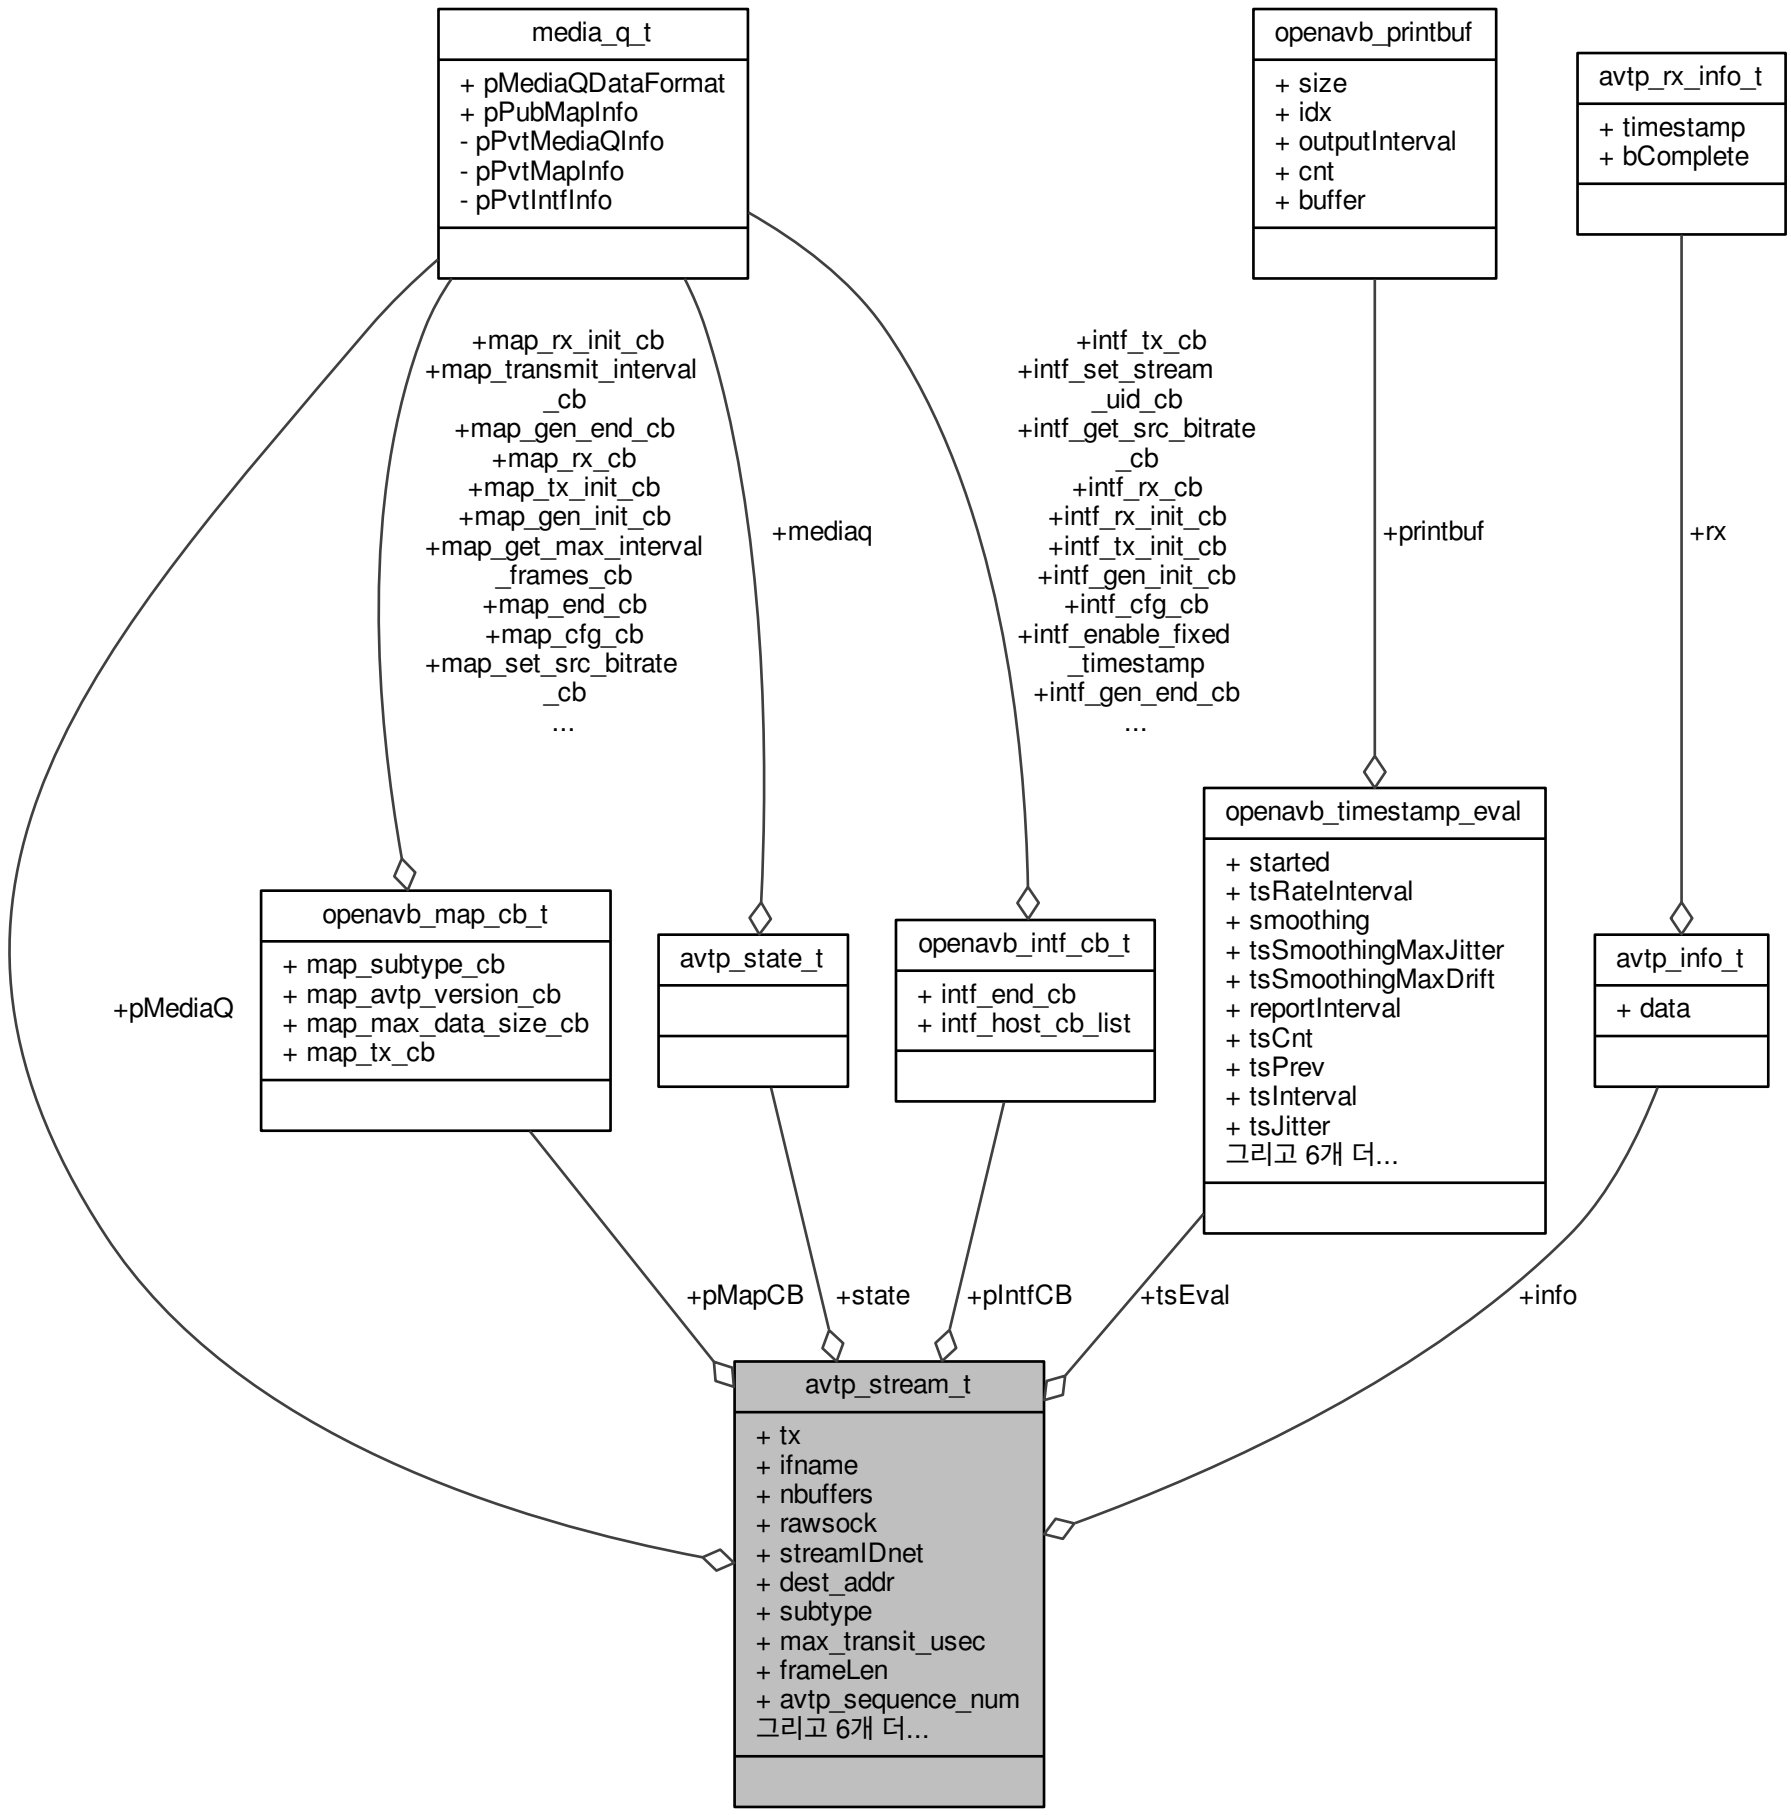 media_q_t
+ pMediaQDataFormat
+ pPubMapInfo
- pPvtMediaQInfo
- pPvtMapInfo
- pPvtIntfInfo
openavb_printbuf
+ size
+ idx
+ outputInterval
+ cnt
+ buffer
avtp_rx_info_t
+ timestamp
+ bComplete
+map_rx_init_cb
+map_transmit_interval
_cb
+map_gen_end_cb
+map_rx_cb
+map_tx_init_cb
+map_gen_init_cb
+map_get_max_interval
_frames_cb
+map_end_cb
+map_cfg_cb
+map_set_src_bitrate
_cb
...
+mediaq
+intf_tx_cb
+intf_set_stream
_uid_cb
+intf_get_src_bitrate
_cb
+intf_rx_cb
+intf_rx_init_cb
+intf_tx_init_cb
+intf_gen_init_cb
+intf_cfg_cb
+intf_enable_fixed
_timestamp
+intf_gen_end_cb
...
+printbuf
+rx
+pMediaQ
openavb_map_cb_t
+ map_subtype_cb
+ map_avtp_version_cb
+ map_max_data_size_cb
+ map_tx_cb
avtp_state_t
openavb_intf_cb_t
+ intf_end_cb
+ intf_host_cb_list
openavb_timestamp_eval
+ started
+ tsRateInterval
+ smoothing
+ tsSmoothingMaxJitter
+ tsSmoothingMaxDrift
+ reportInterval
+ tsCnt
+ tsPrev
+ tsInterval
+ tsJitter
그리고 6개 더...
avtp_info_t
+ data
+pMapCB
+state
+pIntfCB
+tsEval
+info
avtp_stream_t
+ tx
+ ifname
+ nbuffers
+ rawsock
+ streamIDnet
+ dest_addr
+ subtype
+ max_transit_usec
+ frameLen
+ avtp_sequence_num
그리고 6개 더...